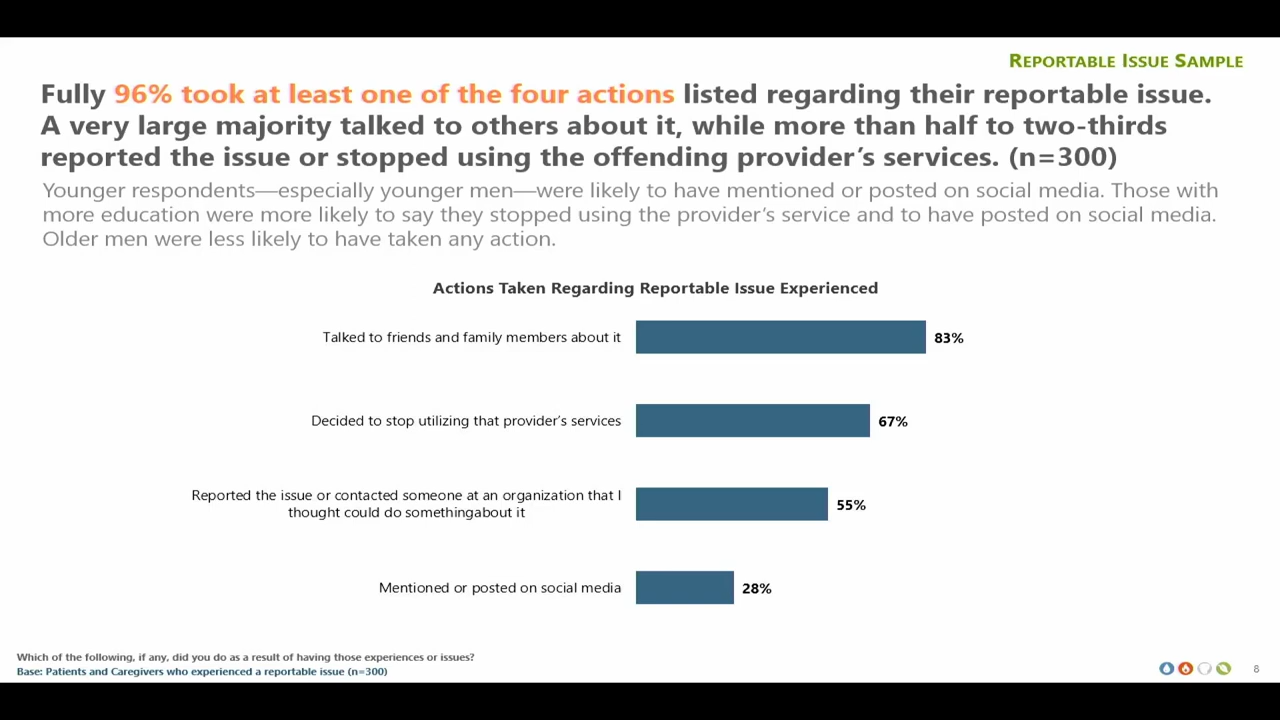 REPORTABLE ISSUE SAMPLE
Fully 96% took at least one of the four actions listed regarding their reportable issue.
A very large majority talked to others about it, while more than half to two-thirds
reported the issue or stopped using the offending provider's services. (n=300)
Younger respondents—especially younger men—were likely to have mentioned or posted on social media. Those with
more education were more likely to say they stopped using the provider's service and to have posted on social media.
Older men were less likely to have taken any action.
Actions Taken Regarding Reportable Issue Experienced
Talked to friends and family members about it 83%
Decided to stop utilizing that provider's services 67%
Reported the issue or contacted someone at an organization that I
thought could do somethingabout it 55%
Mentioned or posted on social media 28%
Which of the following, if any, did you do as a result of having those experiences or issues?
Base: Patients and Caregivers who experienced a reportable issue (n=300)
8